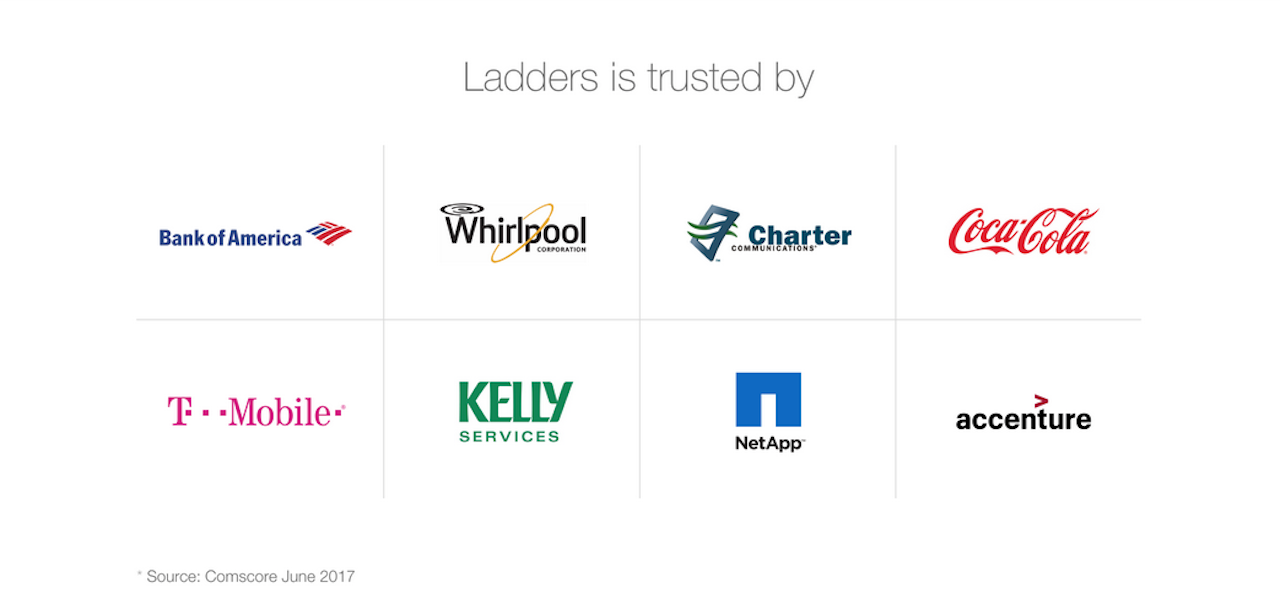 Ladders is trusted by
Bank of America
Whirlpool
CORPORATION
Charter
COMMUNICATIONS
Coca-Cola
T··Mobile·
KELLY
SERVICES
NetApp
accenture
* Source: Comscore June 2017